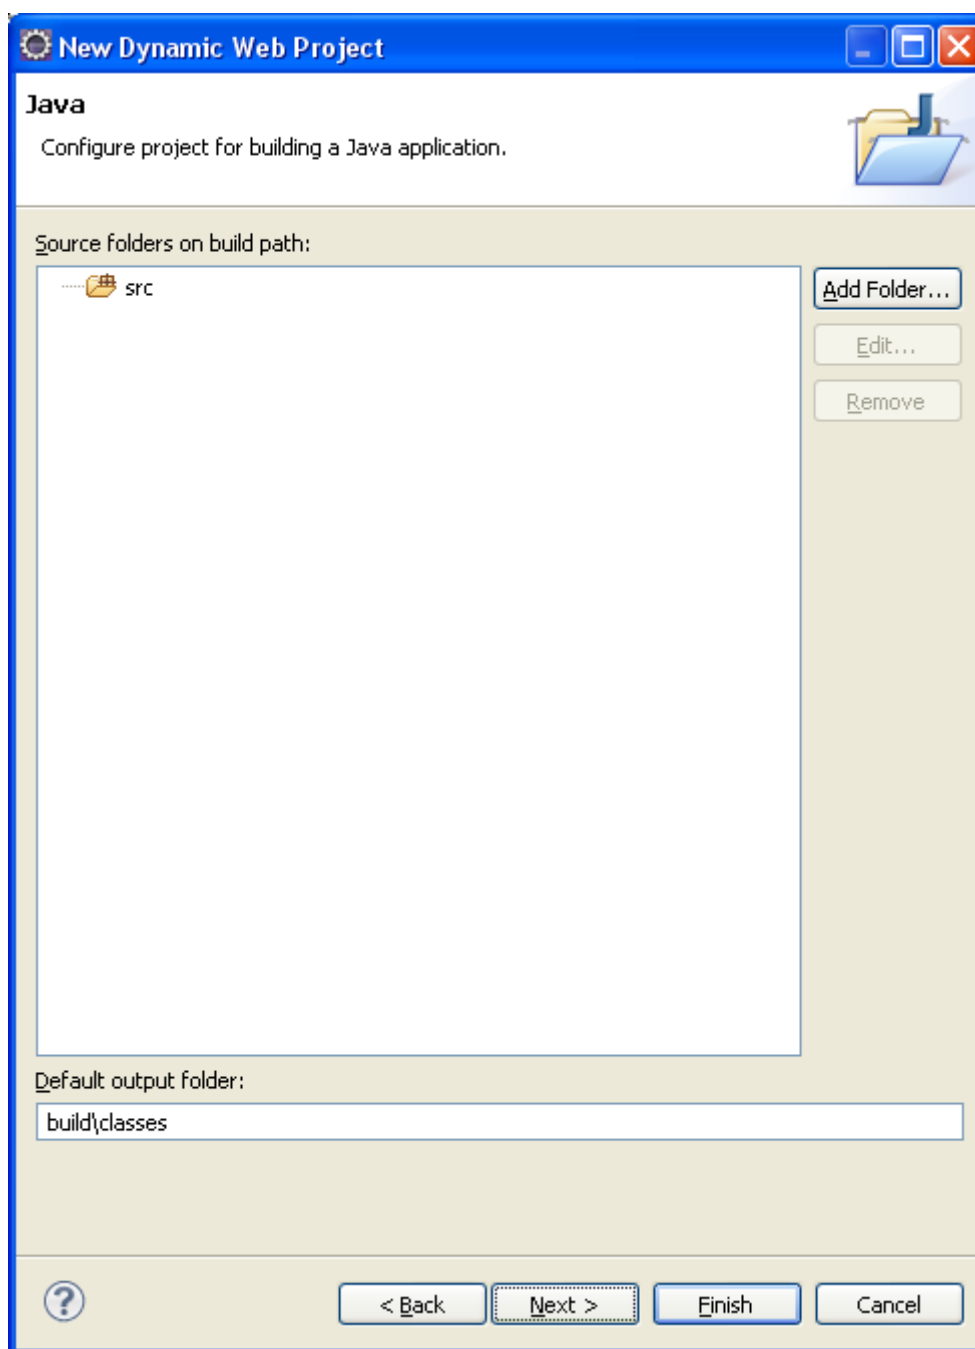 New Dynamic Web Project
Java
Configure project for building a Java application.
Source folders on build path:
src
Add Folder...
Edit...
Remove
Default output folder:
build\classes
?
< Back
Next >
Finish
Cancel